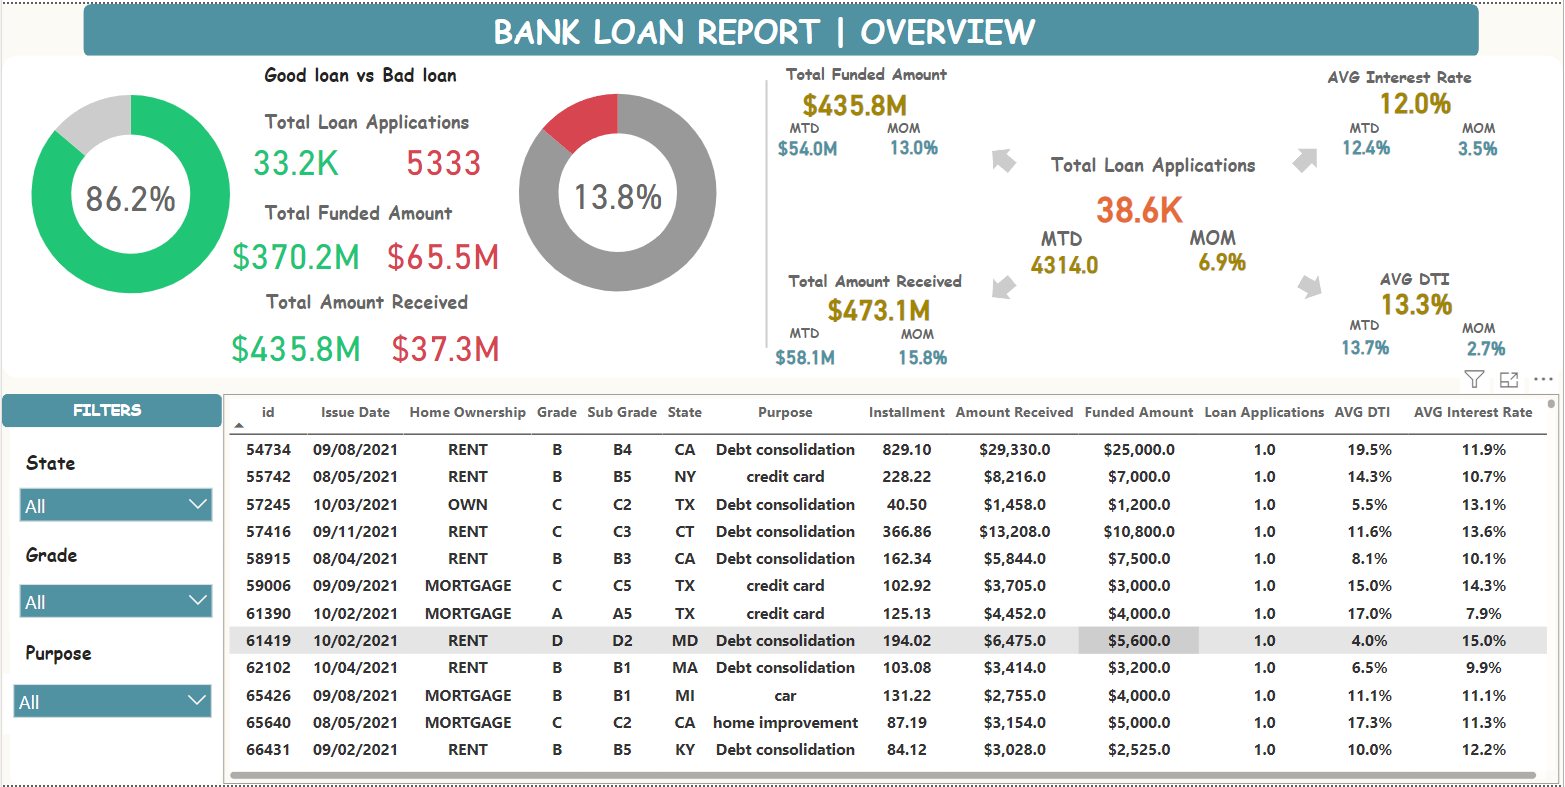 BANK LOAN REPORT | OVERVIEW
Good loan vs Bad loan
86.2%
Total Loan Applications
33.2K 5333
Total Funded Amount
$370.2M $65.5M
Total Amount Received
$435.8M $37.3M
13.8%
Total Funded Amount
$435.8M
MTD MOM
$54.0M 13.0%
Total Loan Applications
38.6K
MTD MOM
4314.0 6.9%
AVG Interest Rate
12.0%
MTD MOM
12.4% 3.5%
Total Amount Received
$473.1M
MTD MOM
$58.1M 15.8%
AVG DTI
13.3%
MTD MOM
13.7% 2.7%
FILTERS
State
All
Grade
All
Purpose
All
id Issue Date Home Ownership Grade Sub Grade State Purpose Installment Amount Received Funded Amount Loan Applications AVG DTI AVG Interest Rate
54734 09/08/2021 RENT B B4 CA Debt consolidation 829.10 $29,330.0 $25,000.0 1.0 19.5% 11.9%
55742 08/05/2021 RENT B B5 NY credit card 228.22 $8,216.0 $7,000.0 1.0 14.3% 10.7%
57245 10/03/2021 OWN C C2 TX Debt consolidation 40.50 $1,458.0 $1,200.0 1.0 5.5% 13.1%
57416 09/11/2021 RENT C C3 CT Debt consolidation 366.86 $13,208.0 $10,800.0 1.0 11.6% 13.6%
58915 08/04/2021 RENT B B3 CA Debt consolidation 162.34 $5,844.0 $7,500.0 1.0 8.1% 10.1%
59006 09/09/2021 MORTGAGE C C5 TX credit card 102.92 $3,705.0 $3,000.0 1.0 15.0% 14.3%
61390 10/02/2021 MORTGAGE A A5 TX credit card 125.13 $4,452.0 $4,000.0 1.0 17.0% 7.9%
61419 10/02/2021 RENT D D2 MD Debt consolidation 194.02 $6,475.0 $5,600.0 1.0 4.0% 15.0%
62102 10/04/2021 RENT B B1 MA Debt consolidation 103.08 $3,414.0 $3,200.0 1.0 6.5% 9.9%
65426 09/08/2021 MORTGAGE B B1 MI car 131.22 $2,755.0 $4,000.0 1.0 11.1% 11.1%
65640 08/05/2021 MORTGAGE C C2 CA home improvement 87.19 $3,154.0 $5,000.0 1.0 17.3% 11.3%
66431 09/02/2021 RENT B B5 KY Debt consolidation 84.12 $3,028.0 $2,525.0 1.0 10.0% 12.2%